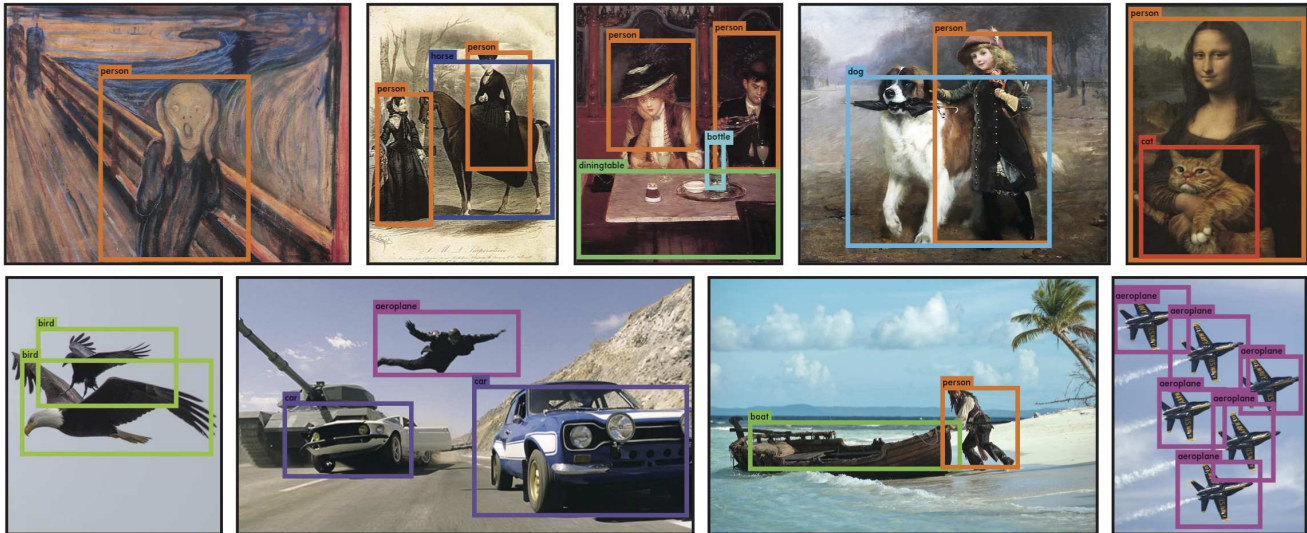 person
person
horse
person
person
person
bottle
diningtable
person
dog
person
cat
bird
bird
aeroplane
car
car
person
boat
aeroplane
aeroplane
aeroplane
aeroplane
aeroplane
aeroplane